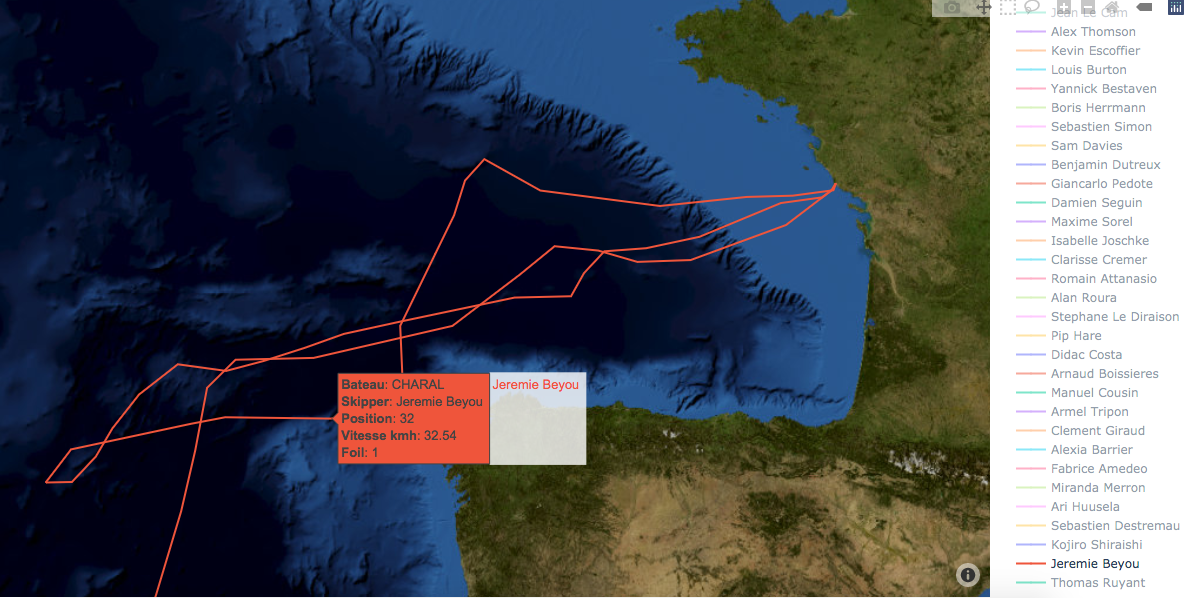 Bateau: CHARAL
Skipper: Jeremie Beyou
Position: 32
Vitesse kmh: 32.54
Foil: 1
Jeremie Beyou
Jean Le Cam
Alex Thomson
Kevin Escoffier
Louis Burton
Yannick Bestaven
Boris Herrmann
Sebastien Simon
Sam Davies
Benjamin Dutreux
Giancarlo Pedote
Damien Seguin
Maxime Sorel
Isabelle Joschke
Clarisse Cremer
Romain Attanasio
Alan Roura
Stephane Le Diraison
Pip Hare
Didac Costa
Arnaud Boissieres
Manuel Cousin
Armel Tripon
Clement Giraud
Alexia Barrier
Fabrice Amedeo
Miranda Merron
Ari Huusela
Sebastien Destremau
Kojiro Shiraishi
Jeremie Beyou
Thomas Ruyant